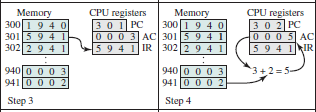 Memory CPU registers
300 1 9 4 0 3 0 1 PC
301 5 9 4 1 0 0 0 3 AC
302 2 9 4 1 5 9 4 1 IR
940 0 0 0 3
941 0 0 0 2
Step 3
Memory CPU registers
300 1 9 4 0 3 0 2 PC
301 5 9 4 1 0 0 0 5 AC
302 2 9 4 1 5 9 4 1 IR
940 0 0 0 3 3 + 2 = 5
941 0 0 0 2
Step 4